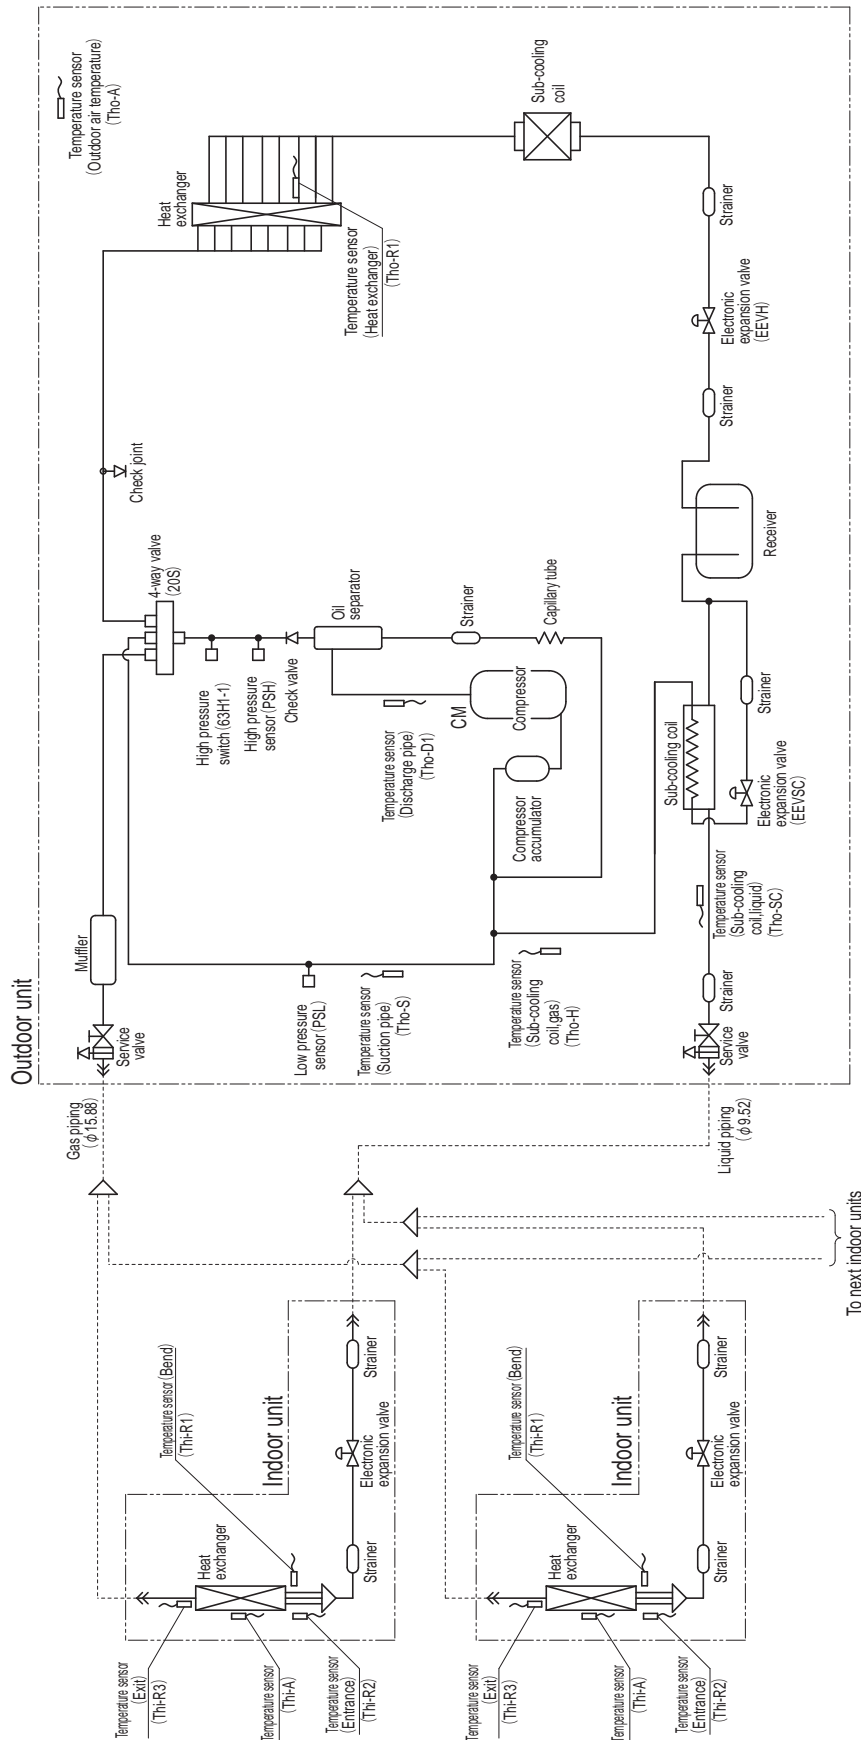 Outdoor unit
Temperature sensor
(Outdoor air temperature)
(Tho-A)
Heat
exchanger
Temperature sensor
(Heat exchanger)
(Tho-R1)
Sub-cooling
coil
Strainer
Electronic
expansion valve
(EEVH)
Strainer
Check joint
4-way valve
(20S)
High pressure
switch (63H1-1)
High pressure
sensor (PSH)
Check valve
Oil
separator
Strainer
Capillary tube
Receiver
Temperature sensor
(Discharge pipe)
(Tho-D1)
CM
Compressor
Compressor
accumulator
Sub-cooling coil
Strainer
Electronic
expansion valve
(EEVSC)
Muffler
Service
valve
Low pressure
sensor (PSL)
Temperature sensor
(Suction pipe)
(Tho-S)
Temperature sensor
(Sub-cooling
coil,gas)
(Tho-H)
Temperature sensor
(Sub-cooling
coil,liquid)
(Tho-SC)
Strainer
Service
valve
Gas piping
(φ15.88)
Liquid piping
(φ9.52)
To next indoor units
Indoor unit
Temperature sensor (Bend)
(Thi-R1)
Heat
exchanger
Strainer
Electronic
expansion valve
Strainer
Temperature sensor
(Exit)
(Thi-R3)
Temperature sensor
(Thi-A)
Temperature sensor
(Entrance)
(Thi-R2)
Indoor unit
Temperature sensor (Bend)
(Thi-R1)
Heat
exchanger
Strainer
Electronic
expansion valve
Strainer
Temperature sensor
(Exit)
(Thi-R3)
Temperature sensor
(Thi-A)
Temperature sensor
(Entrance)
(Thi-R2)